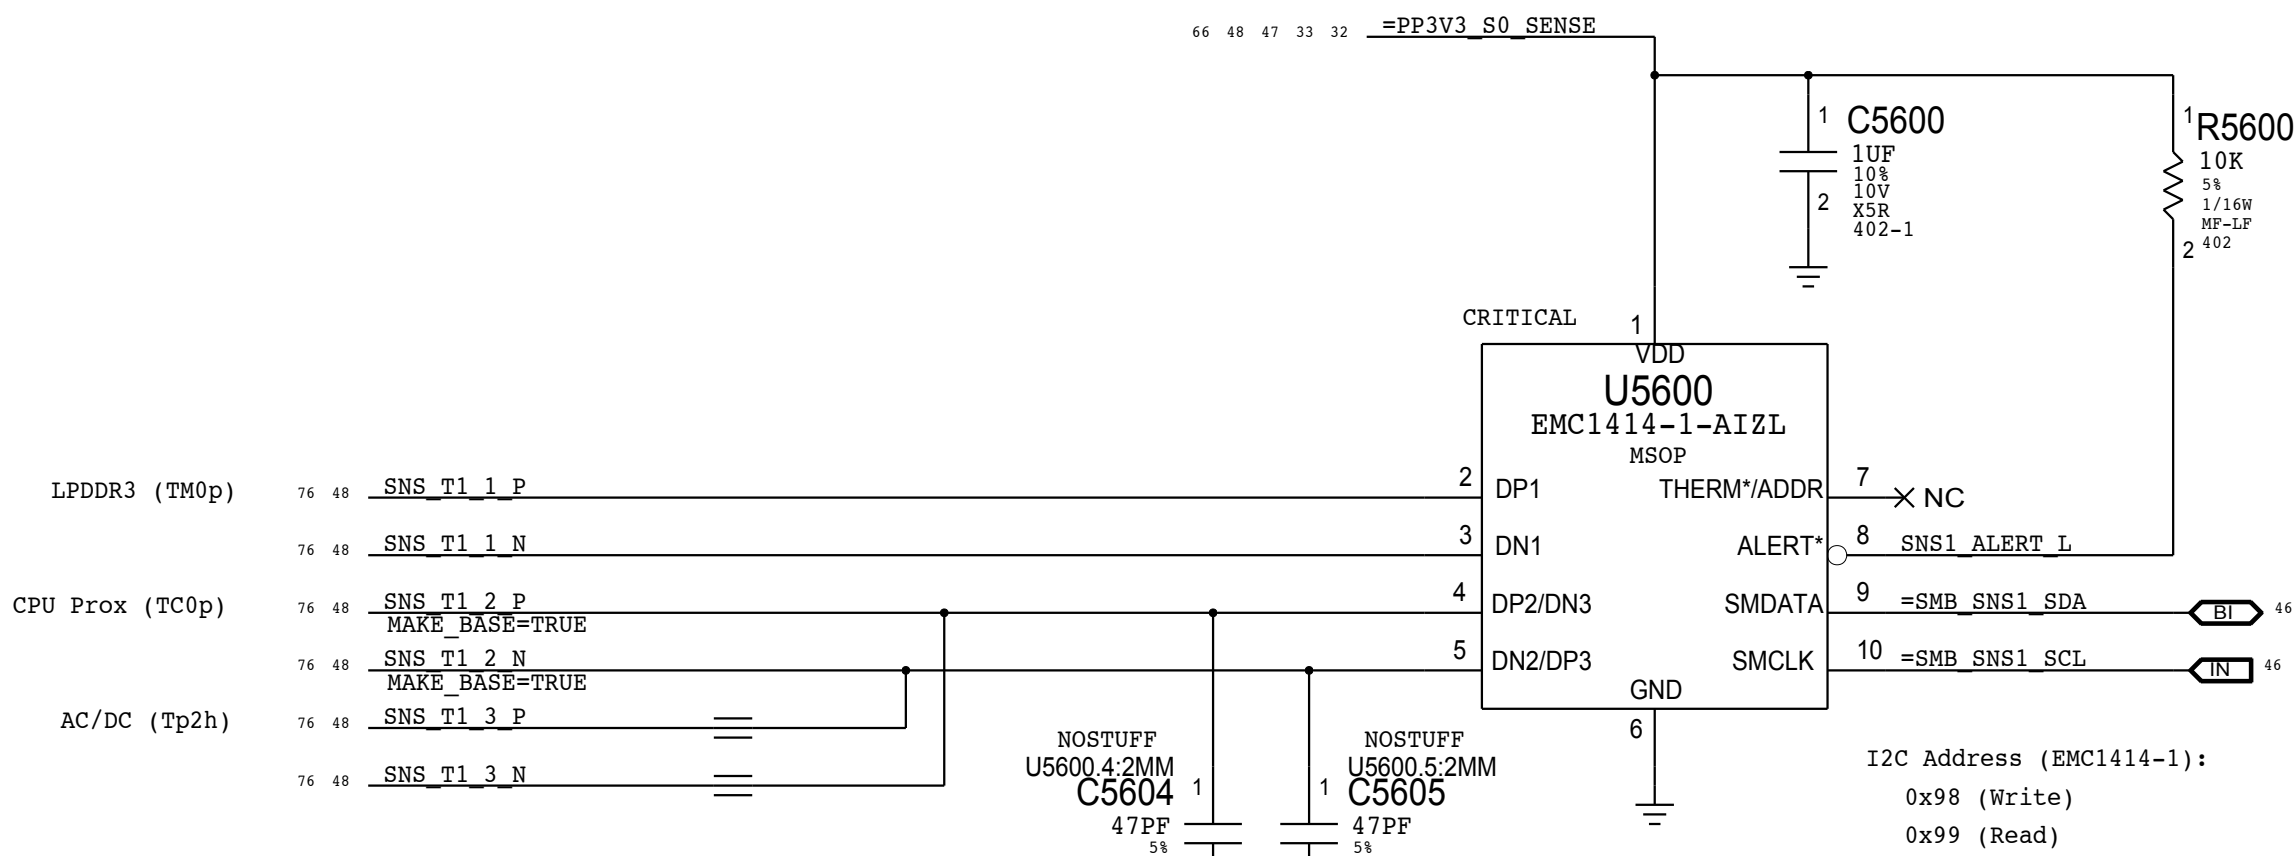 66 48 47 33 32 =PP3V3_S0_SENSE
1 C5600
1UF
10%
10V
2
X5R
402-1
1 R5600
10K
5%
1/16W
MF-LF
402
2
CRITICAL
1
VDD
U5600
EMC1414-1-AIZL
MSOP
LPDDR3 (TM0p) 76 48 SNS_T1_1_P 2 DP1 THERM*/ADDR 7 NC
76 48 SNS_T1_1_N 3 DN1 ALERT* 8 SNS1_ALERT_L
CPU Prox (TC0p) 76 48 SNS_T1_2_P 4 DP2/DN3 SMDATA 9 =SMB_SNS1_SDA BI 46
MAKE_BASE=TRUE
76 48 SNS_T1_2_N 5 DN2/DP3 SMCLK 10 =SMB_SNS1_SCL IN 46
MAKE_BASE=TRUE
GND
6
AC/DC (Tp2h) 76 48 SNS_T1_3_P
76 48 SNS_T1_3_N
NOSTUFF
U5600.4:2MM
C5604 1
47PF
5%
NOSTUFF
U5600.5:2MM
1 C5605
47PF
5%
I2C Address (EMC1414-1):
0x98 (Write)
0x99 (Read)